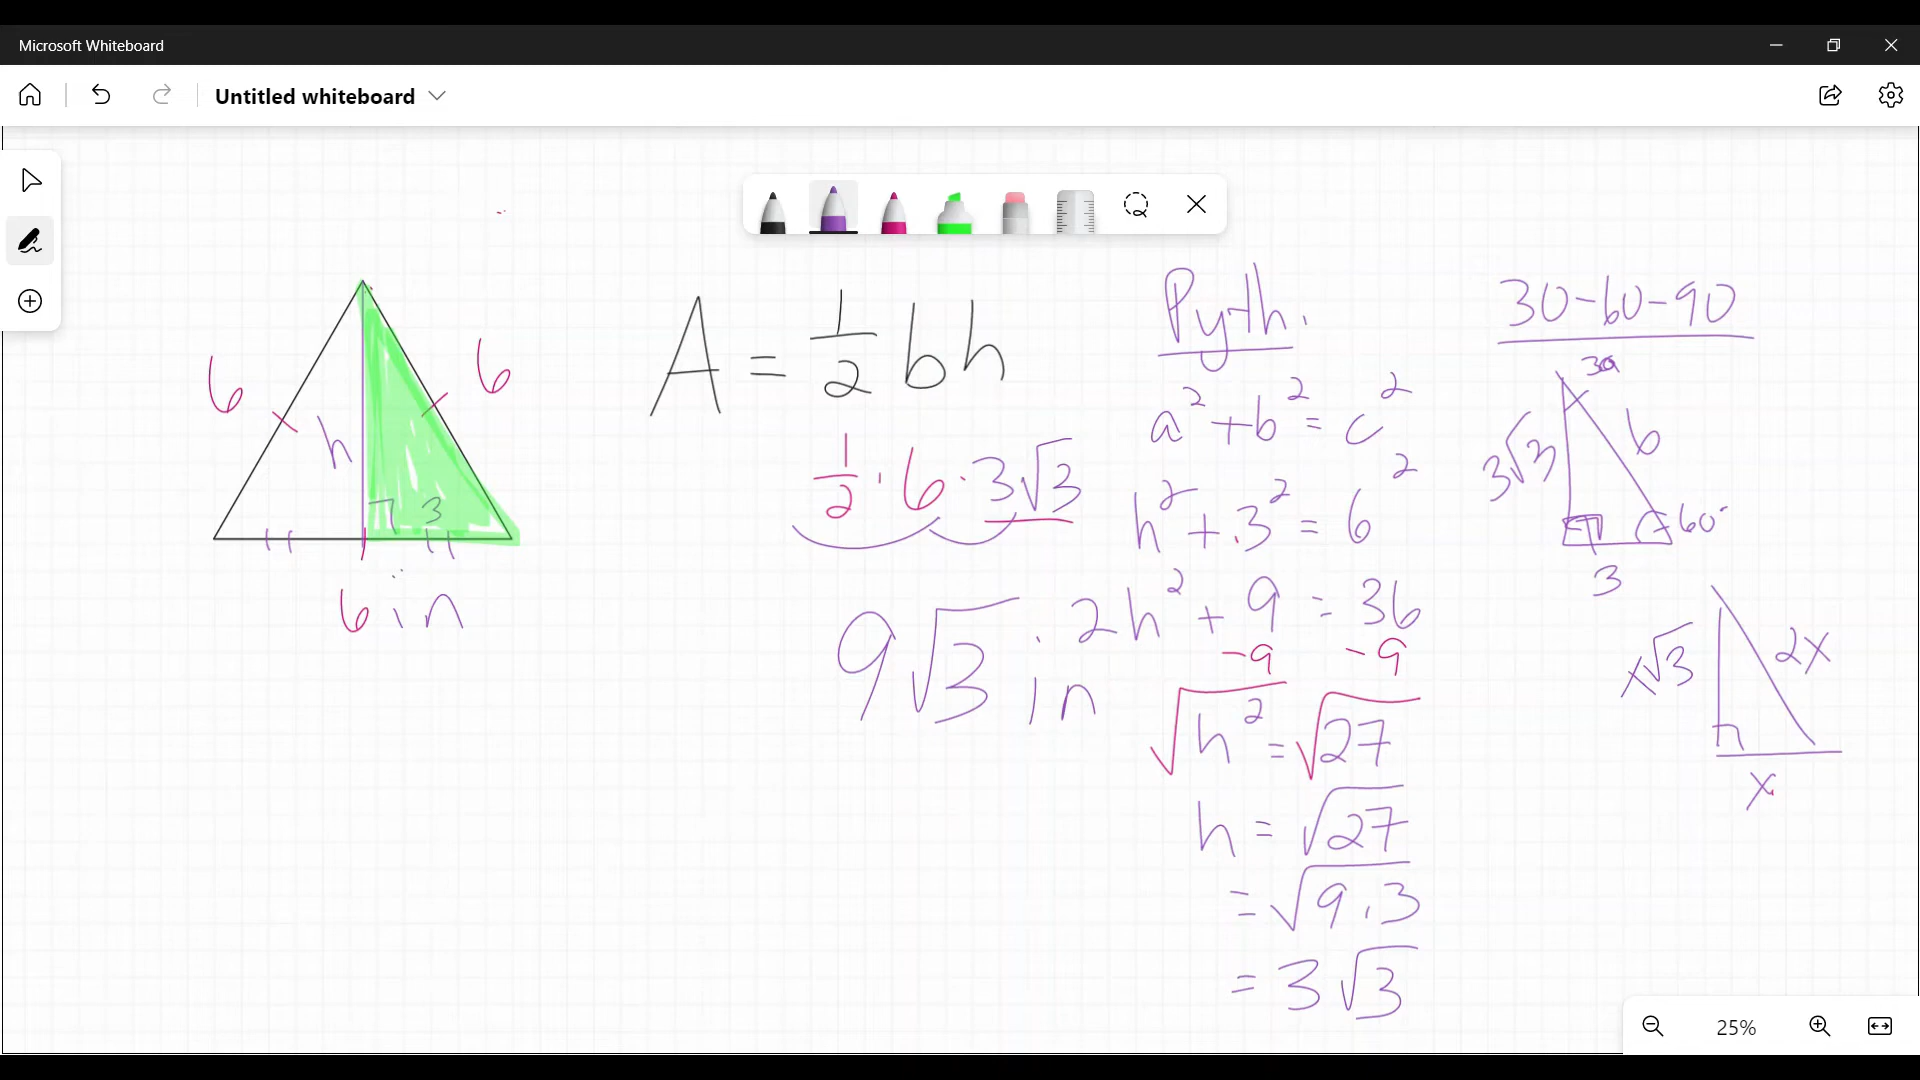 Microsoft Whiteboard
Untitled whiteboard
6
6
h
3
6 in
A = 1/2 bh
1/2 · 6 · 3√3
9√3 in²
Pyth.
a² + b² = c²
h² + 3² = 6²
h² + 9 = 36
-9 -9
√h² = √27
h = √27
= √9·3
= 3√3
30-60-90
30
3√3
6
60°
3
x√3
2x
x
25%